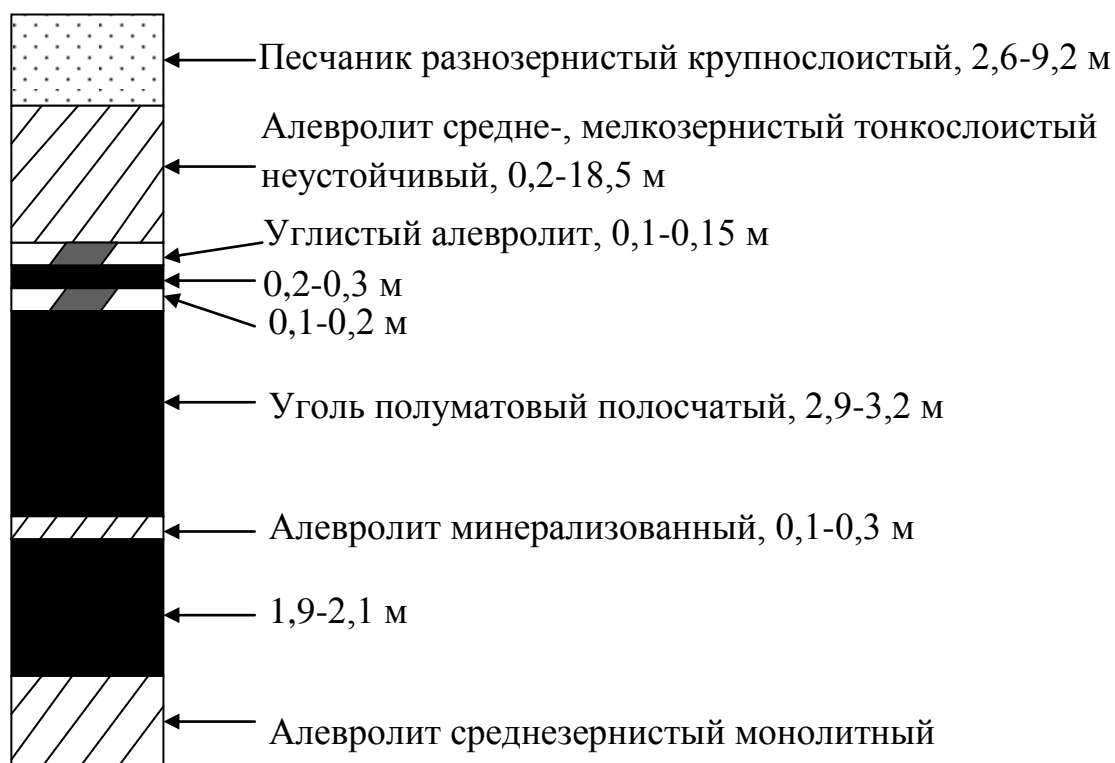 Песчаник разнозернистый крупнослоистый, 2,6-9,2 м
Алевролит средне-, мелкозернистый тонкослоистый
неустойчивый, 0,2-18,5 м
Углистый алевролит, 0,1-0,15 м
0,2-0,3 м
0,1-0,2 м
Уголь полуматовый полосчатый, 2,9-3,2 м
Алевролит минерализованный, 0,1-0,3 м
1,9-2,1 м
Алевролит среднезернистый монолитный